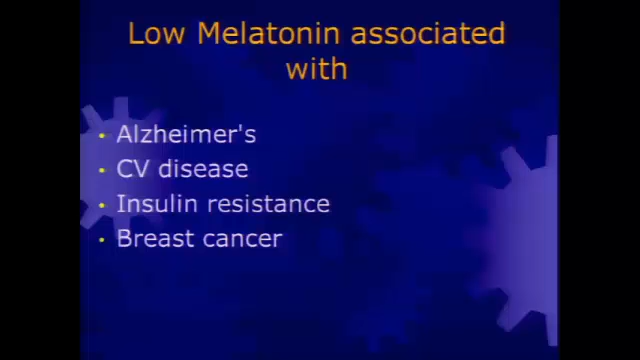 Low Melatonin associated
with
• Alzheimer's
• CV disease
• Insulin resistance
• Breast cancer